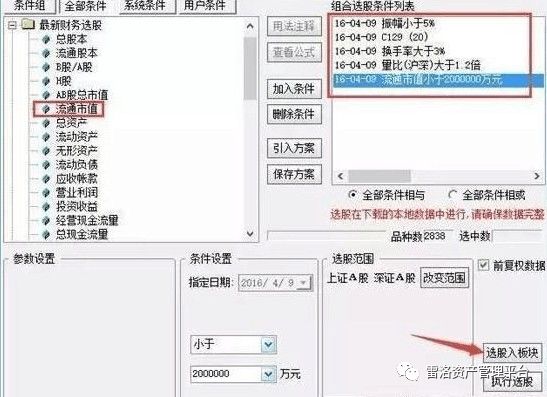 条件组 全部条件 系统条件 用户条件
最新财务选股
总股本
流通股本
B股/A股
H股
AB股总市值
流通市值
总资产
流动资产
无形资产
流动负债
应收帐款
营业利润
投资收益
经营现金流量
总现金流量
用法注释
查看公式
加入条件
删除条件
引入方案
保存方案
组合选股条件列表
16-04-09 振幅小于5%
16-04-09 C129 (20)
16-04-09 换手率大于3%
16-04-09 量比(沪深)大于1.2倍
16-04-09 流通市值小于2000000万元
全部条件相与 全部条件相或
选股在下载的本地数据中进行,请确保数据完整
品种数 2838 选中数
参数设置
条件设置
指定日期: 2016/ 4/ 9
小于
2000000 万元
选股范围
上证A股 深证A股 改变范围
前复权数据
选股入板块
执行选股
雷洛资产管理平台